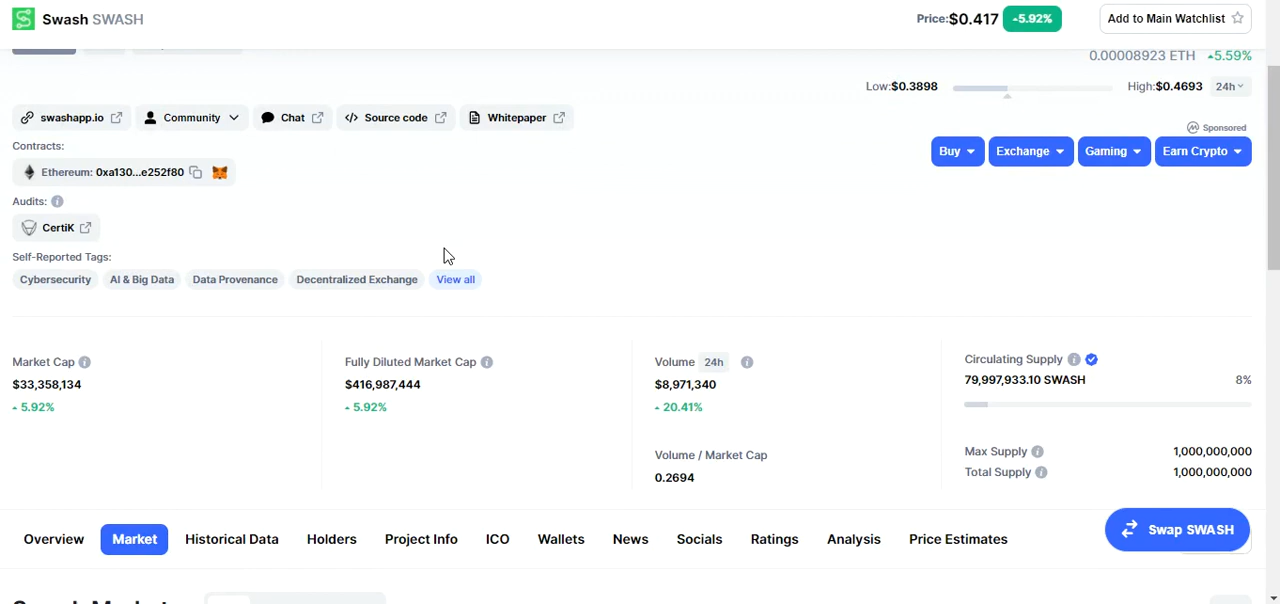 Swash SWASH
Price:$0.417 5.92%
Add to Main Watchlist
0.00008923 ETH 5.59%
Low:$0.3898 High:$0.4693 24h
swashapp.io Community Chat Source code Whitepaper
Sponsored
Contracts:
Buy Exchange Gaming Earn Crypto
Ethereum: 0xa130...e252f80
Audits:
CertiK
Self-Reported Tags:
Cybersecurity AI & Big Data Data Provenance Decentralized Exchange View all
Market Cap
$33,358,134
5.92%
Fully Diluted Market Cap
$416,987,444
5.92%
Volume 24h
$8,971,340
20.41%
Volume / Market Cap
0.2694
Circulating Supply
79,997,933.10 SWASH 8%
Max Supply 1,000,000,000
Total Supply 1,000,000,000
Overview Market Historical Data Holders Project Info ICO Wallets News Socials Ratings Analysis Price Estimates
Swap SWASH